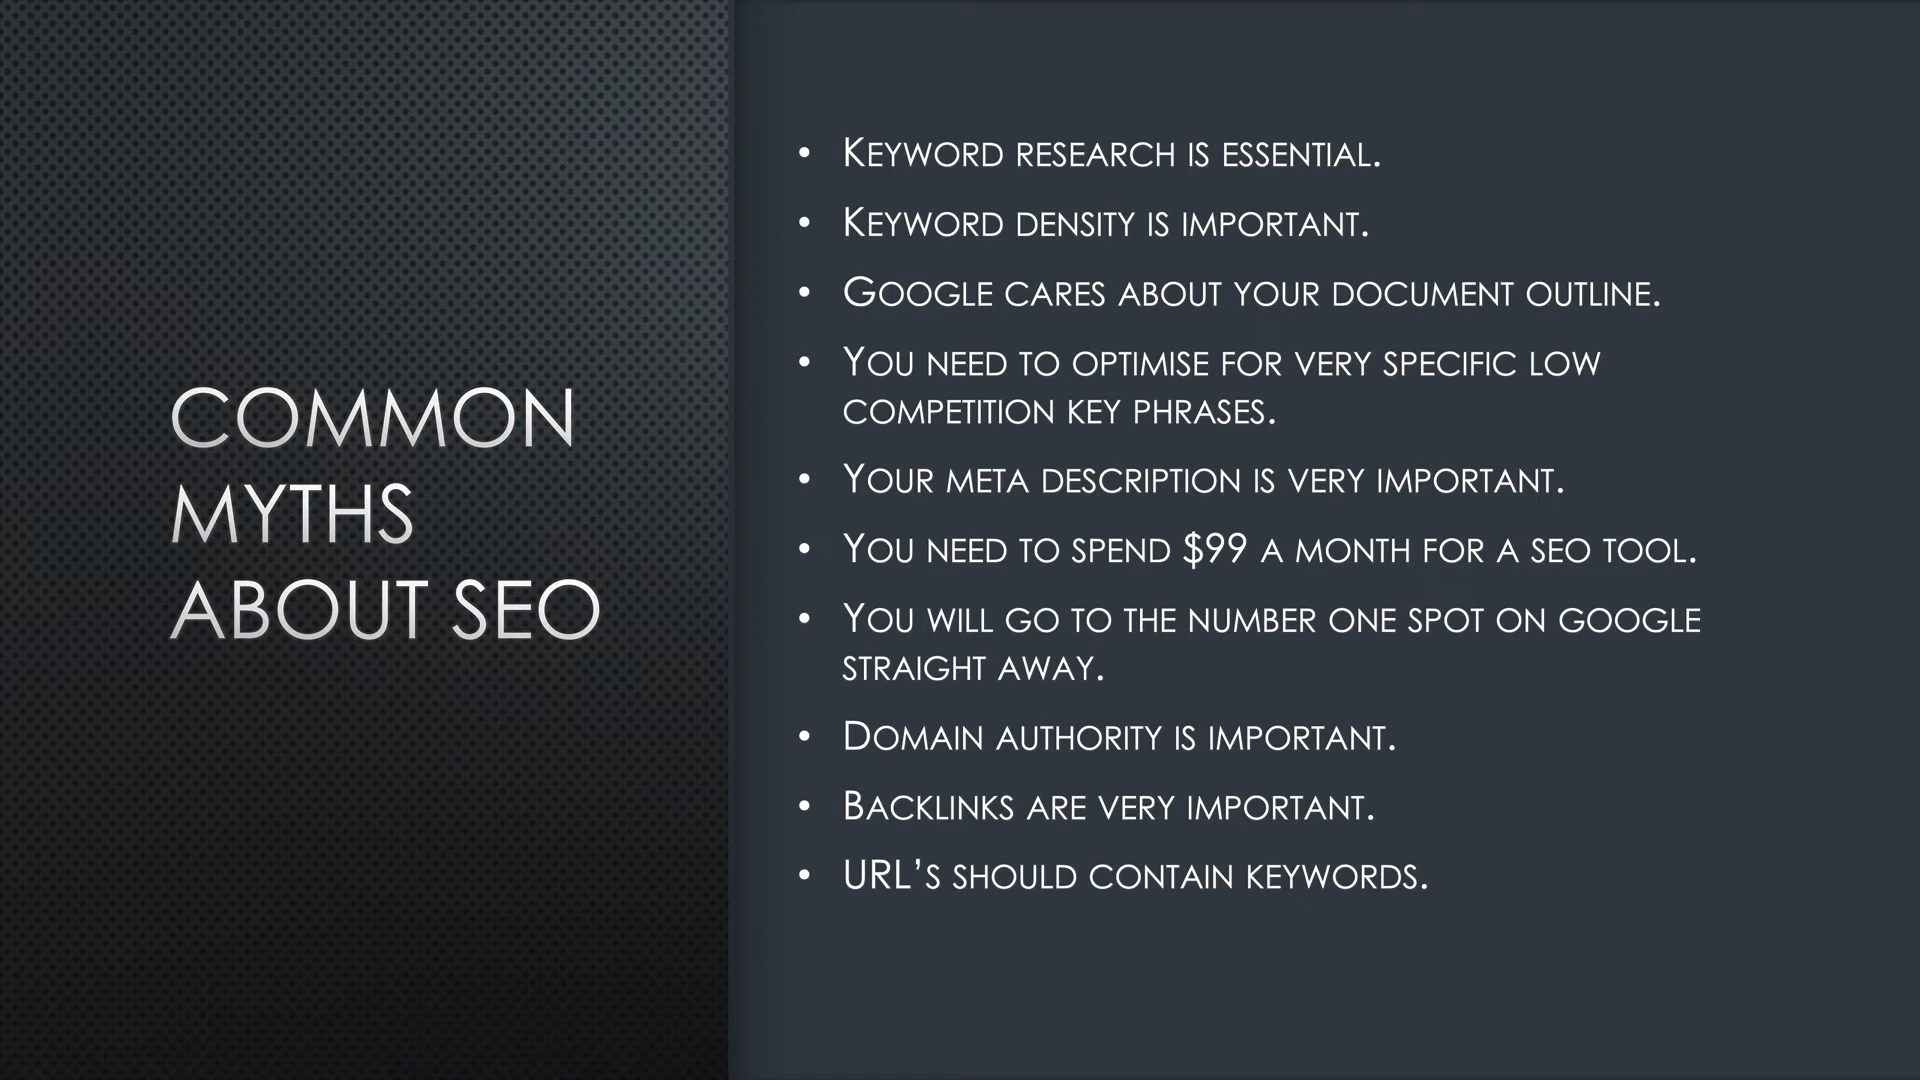 COMMON
MYTHS
ABOUT SEO
• KEYWORD RESEARCH IS ESSENTIAL.
• KEYWORD DENSITY IS IMPORTANT.
• GOOGLE CARES ABOUT YOUR DOCUMENT OUTLINE.
• YOU NEED TO OPTIMISE FOR VERY SPECIFIC LOW
COMPETITION KEY PHRASES.
• YOUR META DESCRIPTION IS VERY IMPORTANT.
• YOU NEED TO SPEND $99 A MONTH FOR A SEO TOOL.
• YOU WILL GO TO THE NUMBER ONE SPOT ON GOOGLE
STRAIGHT AWAY.
• DOMAIN AUTHORITY IS IMPORTANT.
• BACKLINKS ARE VERY IMPORTANT.
• URL’S SHOULD CONTAIN KEYWORDS.